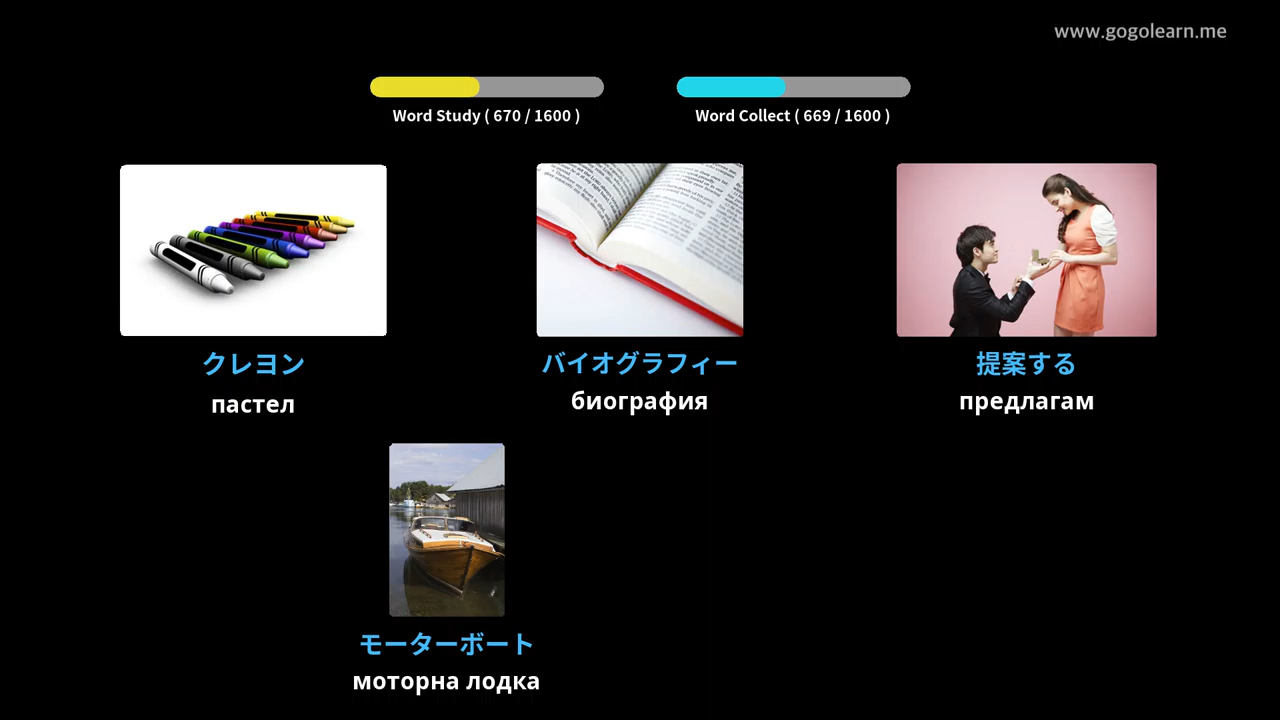 www.gogolearn.me
Word Study ( 670 / 1600 )
Word Collect ( 669 / 1600 )
クレヨン
пастел
バイオグラフィー
биография
提案する
предлагам
モーターボート
моторна лодка